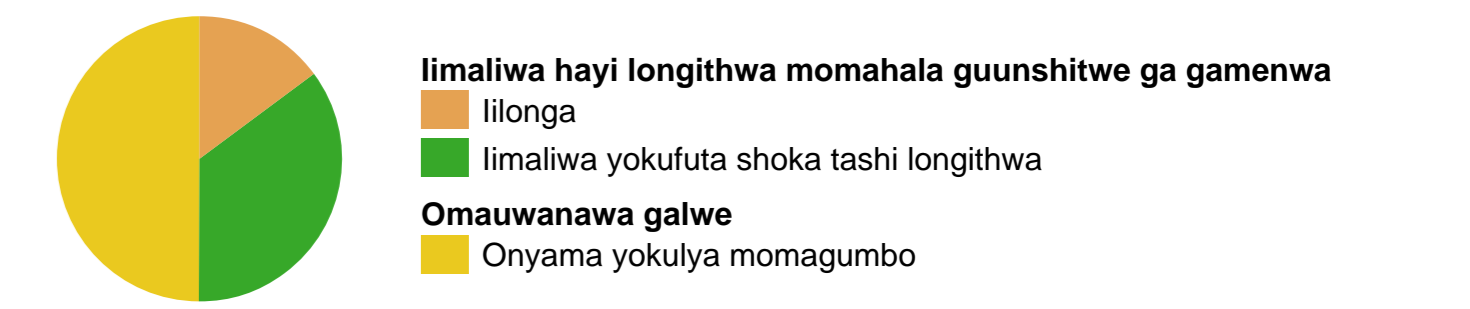 Iimaliwa hayi longithwa momahala guunshitwe ga gamenwa
Iilonga
Iimaliwa yokufuta shoka tashi longithwa
Omauwanawa galwe
Onyama yokulya momagumbo